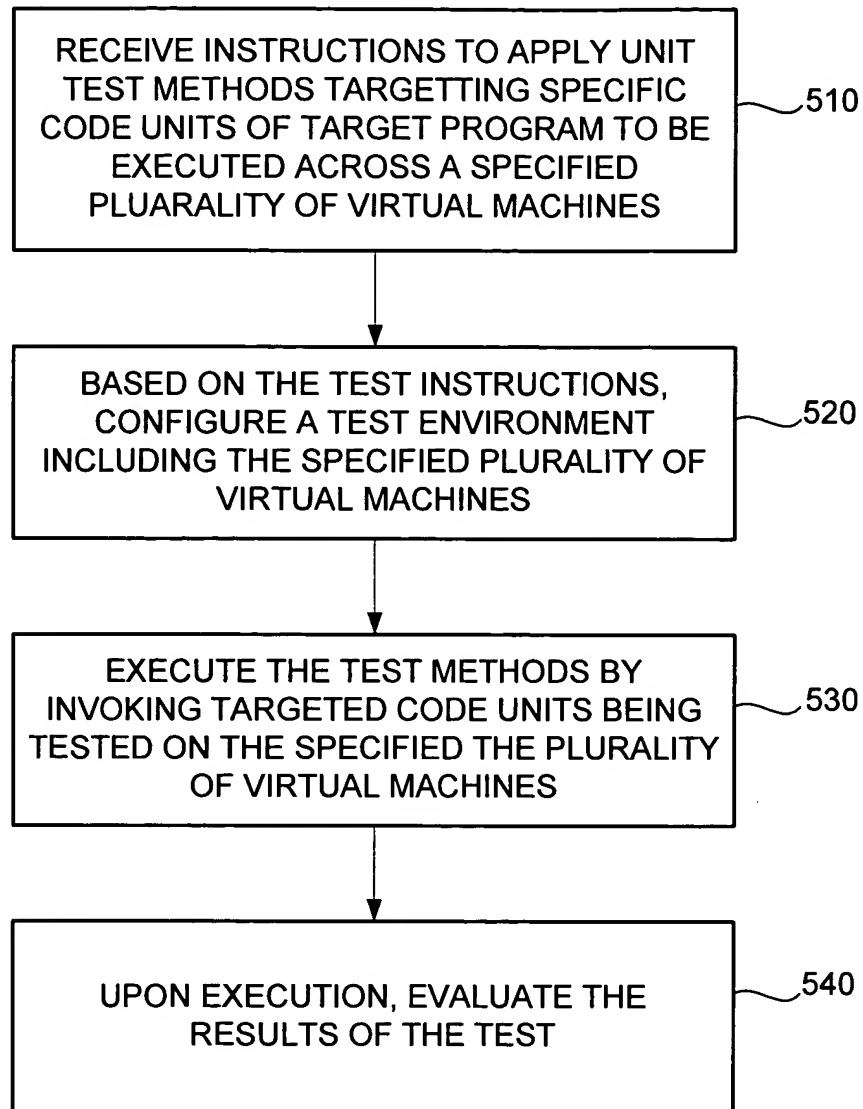 RECEIVE INSTRUCTIONS TO APPLY UNIT
TEST METHODS TARGETTING SPECIFIC
CODE UNITS OF TARGET PROGRAM TO BE
EXECUTED ACROSS A SPECIFIED
PLUARALITY OF VIRTUAL MACHINES
510
BASED ON THE TEST INSTRUCTIONS,
CONFIGURE A TEST ENVIRONMENT
INCLUDING THE SPECIFIED PLURALITY OF
VIRTUAL MACHINES
520
EXECUTE THE TEST METHODS BY
INVOKING TARGETED CODE UNITS BEING
TESTED ON THE SPECIFIED THE PLURALITY
OF VIRTUAL MACHINES
530
UPON EXECUTION, EVALUATE THE
RESULTS OF THE TEST
540